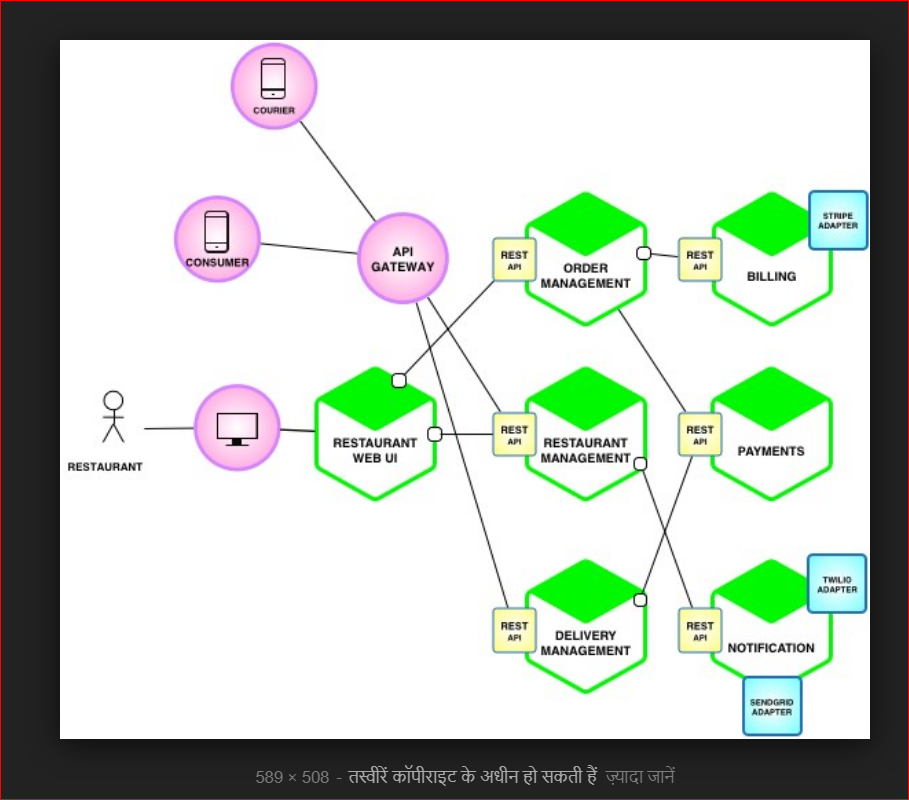 COURIER
CONSUMER
API
GATEWAY
REST
API
ORDER
MANAGEMENT
REST
API
BILLING
STRIPE
ADAPTER
RESTAURANT
RESTAURANT
WEB UI
REST
API
RESTAURANT
MANAGEMENT
REST
API
PAYMENTS
REST
API
DELIVERY
MANAGEMENT
REST
API
NOTIFICATION
TWILIO
ADAPTER
SENDGRID
ADAPTER
589 × 508 - तस्वीरें कॉपीराइट के अधीन हो सकती हैं ज़्यादा जानें